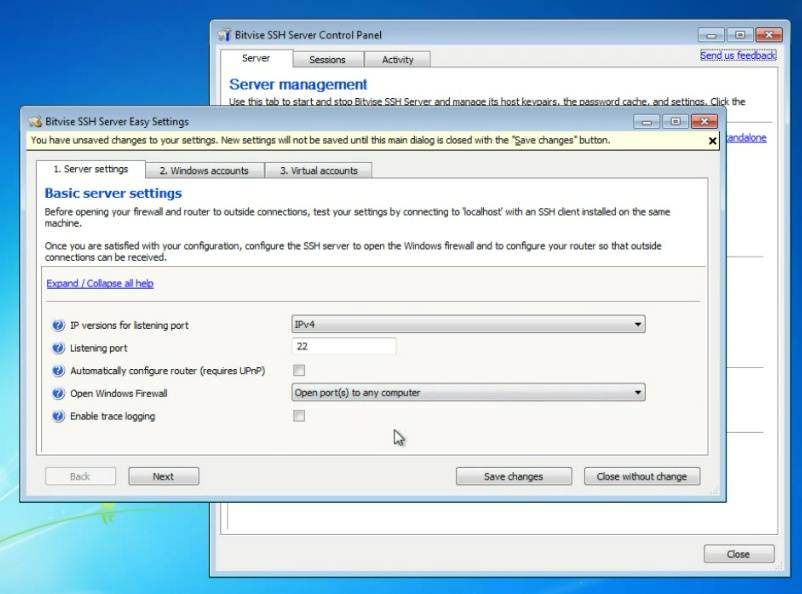 Bitvise SSH Server Control Panel
Server Sessions Activity
Send us feedback
Server management
Use this tab to start and stop Bitvise SSH Server and manage its host keypairs, the password cache, and settings. Click the
Bitvise SSH Server Easy Settings
You have unsaved changes to your settings. New settings will not be saved until this main dialog is closed with the "Save changes" button.
1. Server settings 2. Windows accounts 3. Virtual accounts
Basic server settings
Before opening your firewall and router to outside connections, test your settings by connecting to 'localhost' with an SSH client installed on the same
machine.
Once you are satisfied with your configuration, configure the SSH server to open the Windows firewall and to configure your router so that outside
connections can be received.
Expand / Collapse all help
IP versions for listening port IPv4
Listening port 22
Automatically configure router (requires UPnP)
Open Windows Firewall Open port(s) to any computer
Enable trace logging
Back Next Save changes Close without change
Close